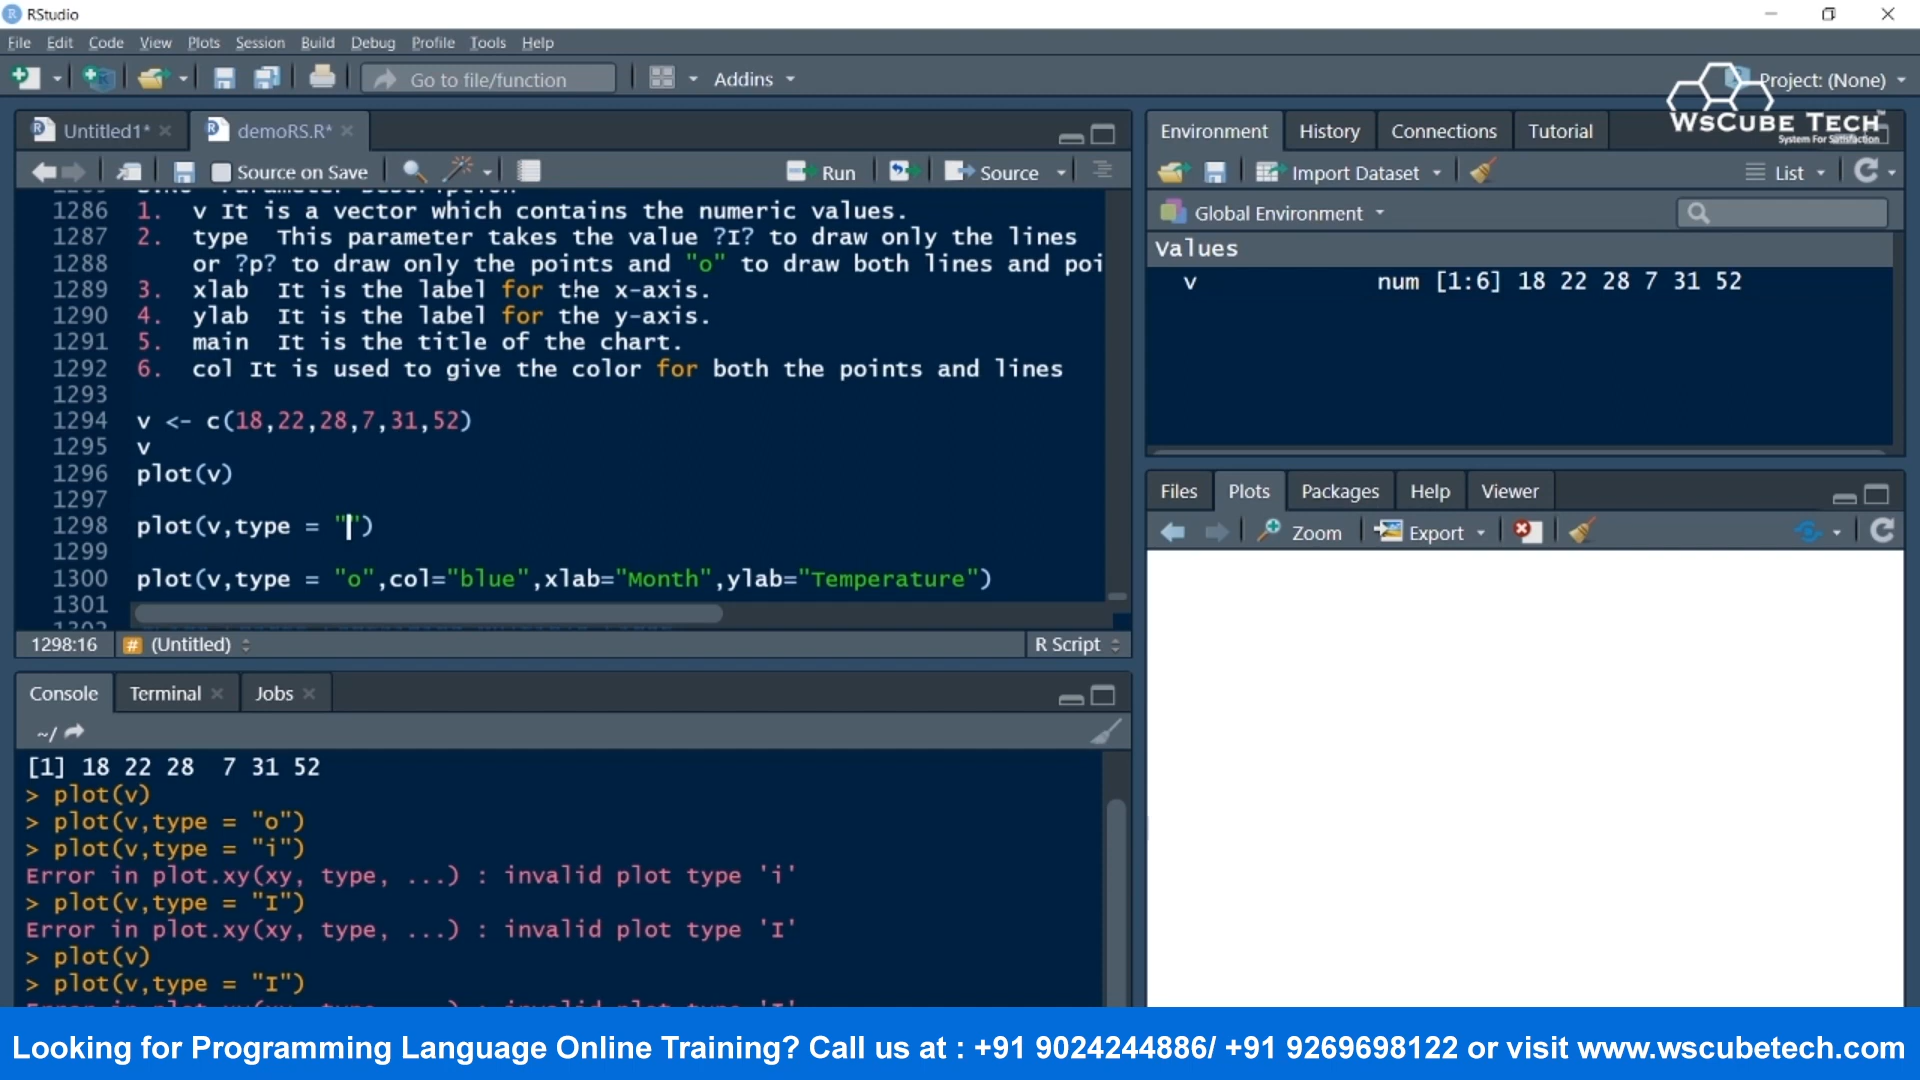 RStudio
File Edit Code View Plots Session Build Debug Profile Tools Help
Go to file/function Addins Project: (None)
WsCube Tech
System For Satisfaction
Untitled1* demoRS.R*
Source on Save Run Source
1286 1. v It is a vector which contains the numeric values.
1287 2. type This parameter takes the value ?I? to draw only the lines
1288 or ?p? to draw only the points and "o" to draw both lines and poi
1289 3. xlab It is the label for the x-axis.
1290 4. ylab It is the label for the y-axis.
1291 5. main It is the title of the chart.
1292 6. col It is used to give the color for both the points and lines
1293
1294 v <- c(18,22,28,7,31,52)
1295 v
1296 plot(v)
1297
1298 plot(v,type = "")
1299
1300 plot(v,type = "o",col="blue",xlab="Month",ylab="Temperature")
1301
1298:16 # (Untitled) R Script
Console Terminal Jobs
~/
[1] 18 22 28 7 31 52
> plot(v)
> plot(v,type = "o")
> plot(v,type = "i")
Error in plot.xy(xy, type, ...) : invalid plot type 'i'
> plot(v,type = "I")
Error in plot.xy(xy, type, ...) : invalid plot type 'I'
> plot(v)
> plot(v,type = "I")
Environment History Connections Tutorial
Import Dataset List
Global Environment
Values
v num [1:6] 18 22 28 7 31 52
Files Plots Packages Help Viewer
Zoom Export
Looking for Programming Language Online Training? Call us at : +91 9024244886/ +91 9269698122 or visit www.wscubetech.com